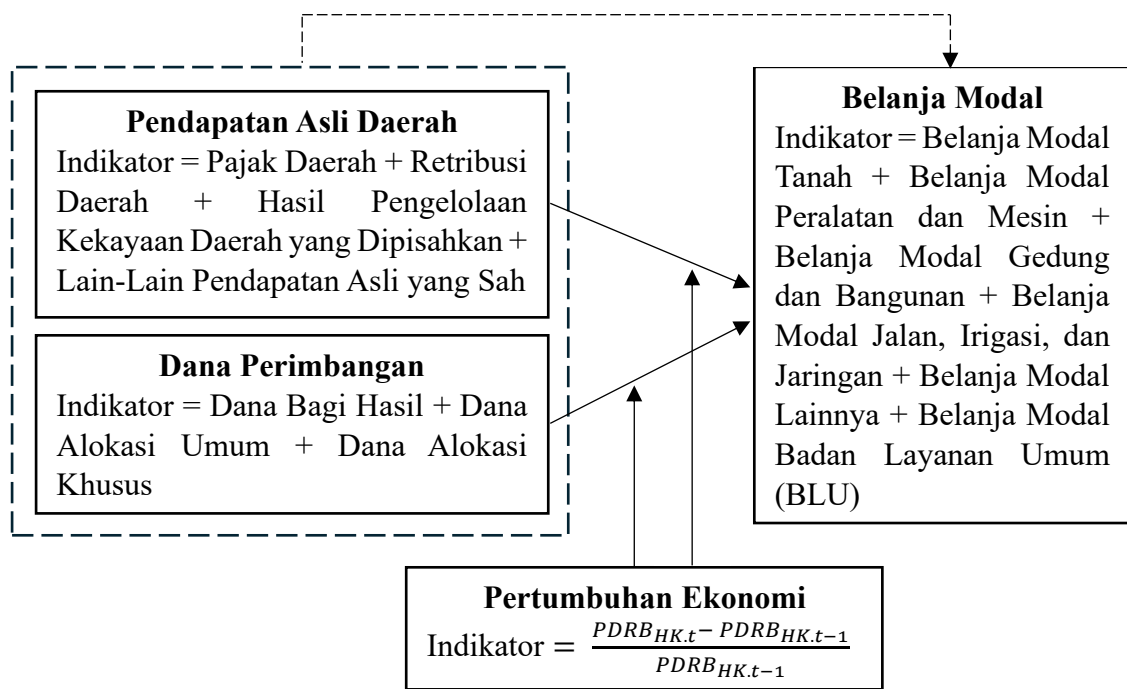 Pendapatan Asli Daerah
Indikator = Pajak Daerah + Retribusi
Daerah + Hasil Pengelolaan
Kekayaan Daerah yang Dipisahkan +
Lain-Lain Pendapatan Asli yang Sah
Dana Perimbangan
Indikator = Dana Bagi Hasil + Dana
Alokasi Umum + Dana Alokasi
Khusus
Belanja Modal
Indikator = Belanja Modal
Tanah + Belanja Modal
Peralatan dan Mesin +
Belanja Modal Gedung
dan Bangunan + Belanja
Modal Jalan, Irigasi, dan
Jaringan + Belanja Modal
Lainnya + Belanja Modal
Badan Layanan Umum
(BLU)
Pertumbuhan Ekonomi
Indikator = (PDRB_HK.t − PDRB_HK.t−1) / PDRB_HK.t−1